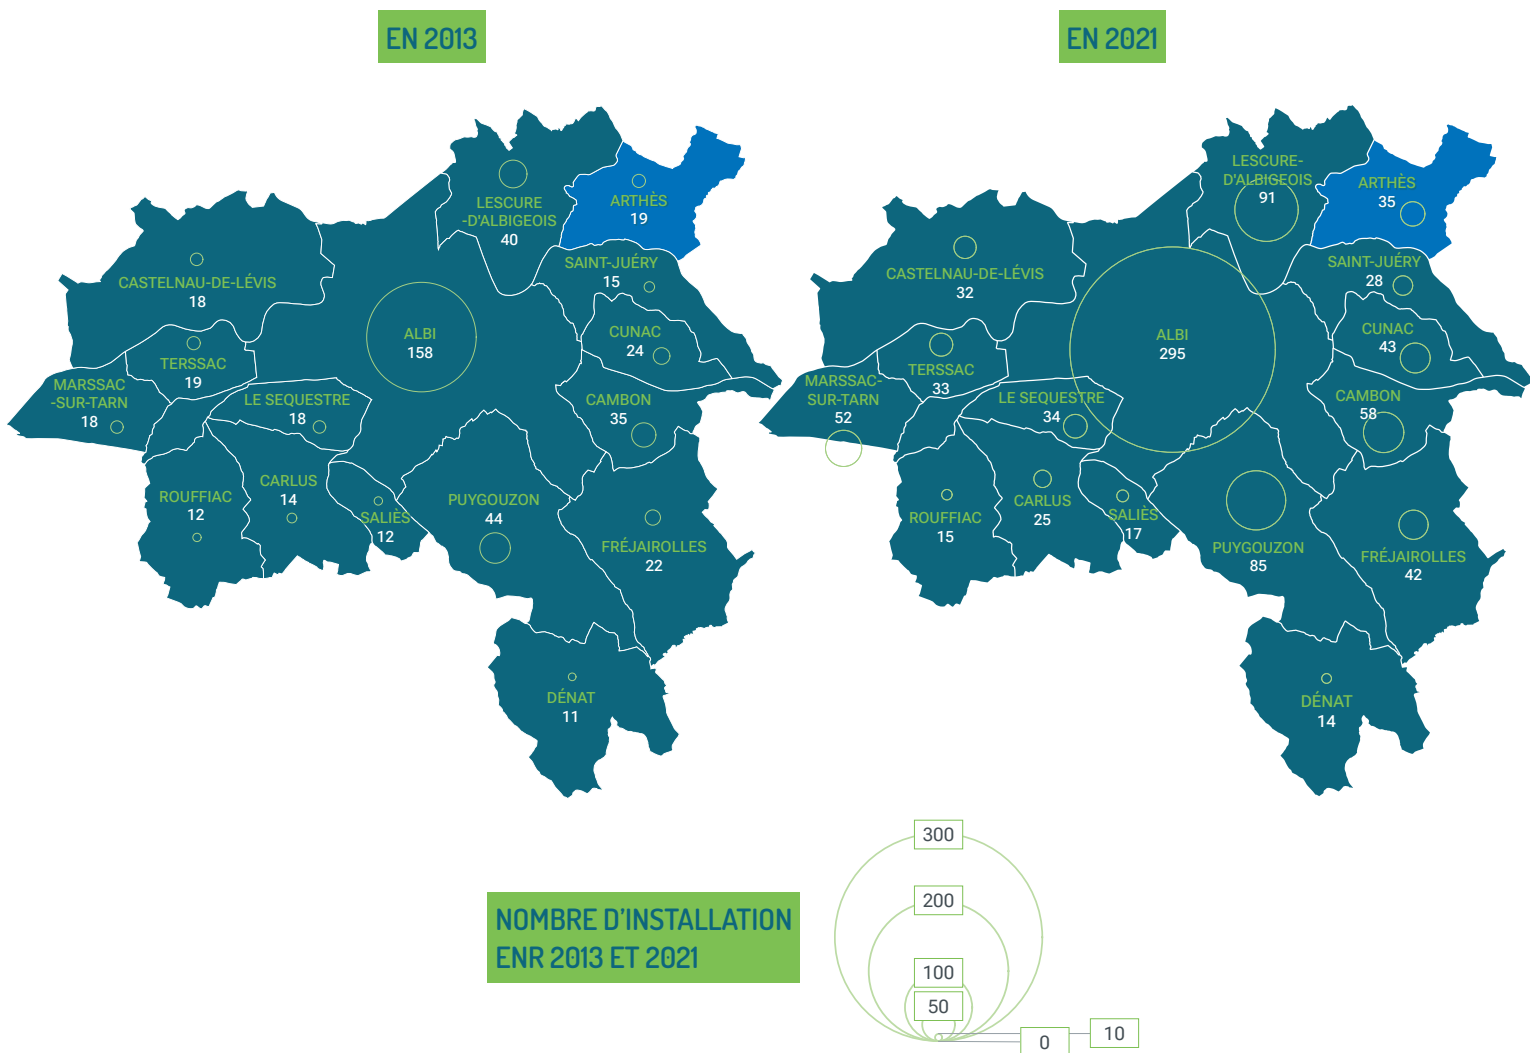 EN 2013
LESCURE
-D'ALBIGEOIS
40
ARTHÈS
19
SAINT-JUÉRY
15
CASTELNAU-DE-LÉVIS
18
ALBI
158
CUNAC
24
TERSSAC
19
MARSSAC
-SUR-TARN
18
LE SEQUESTRE
18
CAMBON
35
CARLUS
14
ROUFFIAC
12
SALIÈS
12
PUYGOUZON
44
FRÉJAIROLLES
22
DÉNAT
11
EN 2021
LESCURE-
D'ALBIGEOIS
91
ARTHÈS
35
SAINT-JUÉRY
28
CASTELNAU-DE-LÉVIS
32
ALBI
295
CUNAC
43
TERSSAC
33
MARSSAC-
SUR-TARN
52
LE SEQUESTRE
34
CAMBON
58
CARLUS
25
ROUFFIAC
15
SALIÈS
17
PUYGOUZON
85
FRÉJAIROLLES
42
DÉNAT
14
NOMBRE D'INSTALLATION
ENR 2013 ET 2021
300
200
100
50
10
0